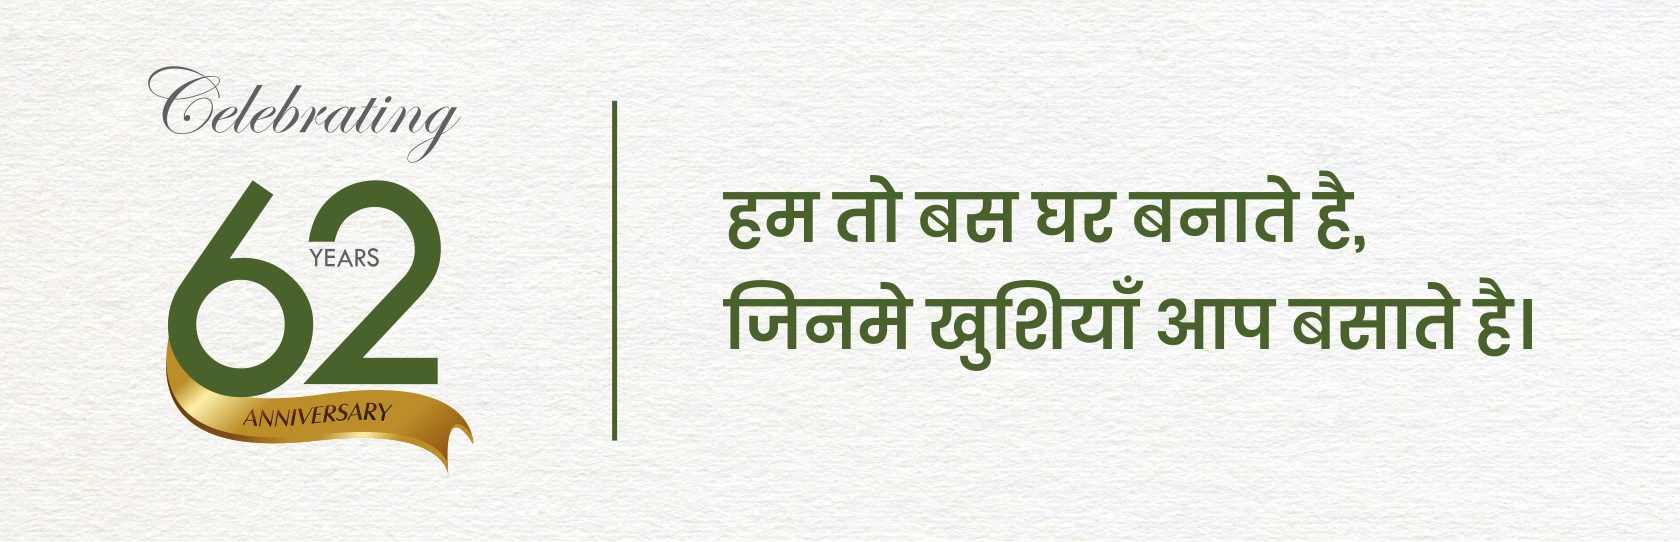 Celebrating
62
YEARS
ANNIVERSARY
हम तो बस घर बनाते है,
जिनमे खुशियाँ आप बसाते है।